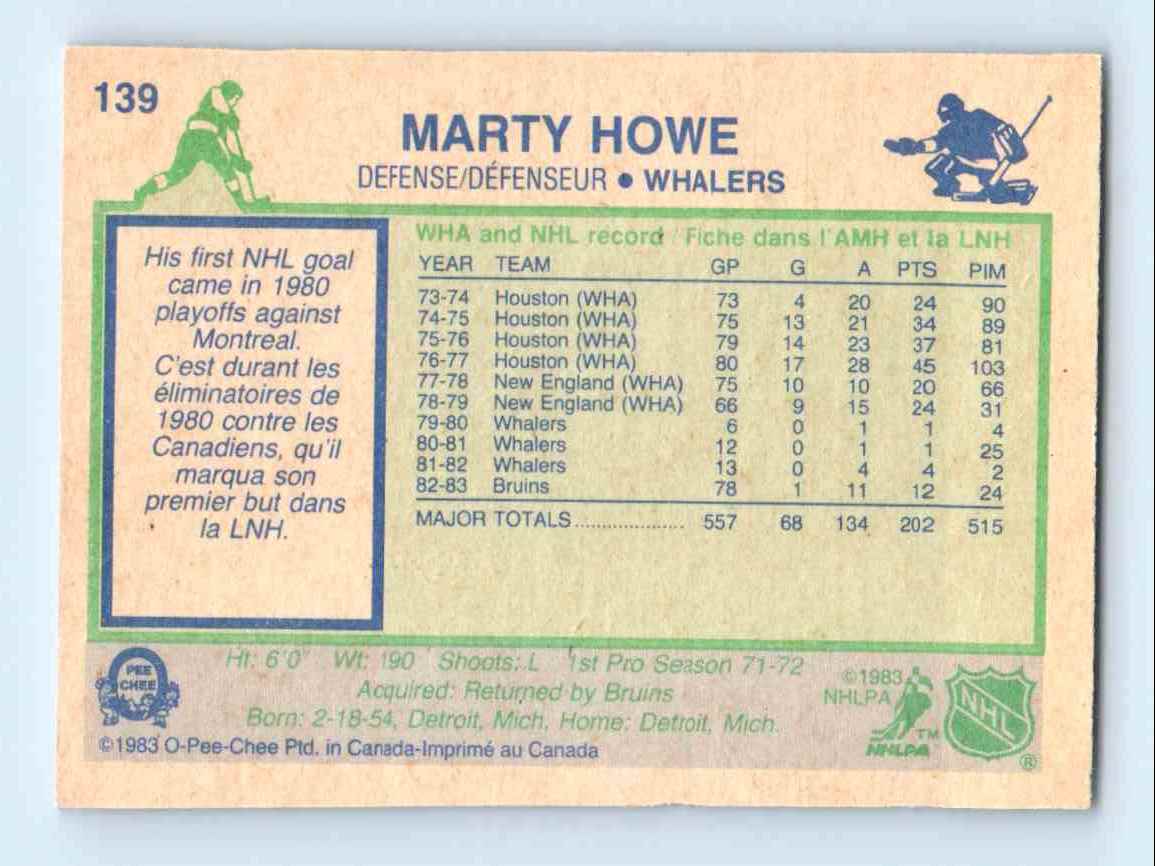 139
MARTY HOWE
DEFENSE/DÉFENSEUR • WHALERS
His first NHL goal
came in 1980
playoffs against
Montreal.
C'est durant les
éliminatoires de
1980 contre les
Canadiens, qu'il
marqua son
premier but dans
la LNH.
WHA and NHL record / Fiche dans l'AMH et la LNH
YEAR TEAM GP G A PTS PIM
73-74 Houston (WHA) 73 4 20 24 90
74-75 Houston (WHA) 75 13 21 34 89
75-76 Houston (WHA) 79 14 23 37 81
76-77 Houston (WHA) 80 17 28 45 103
77-78 New England (WHA) 75 10 10 20 66
78-79 New England (WHA) 66 9 15 24 31
79-80 Whalers 6 0 1 1 4
80-81 Whalers 12 0 1 1 25
81-82 Whalers 13 0 4 4 2
82-83 Bruins 78 1 11 12 24
MAJOR TOTALS.................... 557 68 134 202 515
PEE
CHEE
Ht: 6'0" Wt: 190 Shoots: L 1st Pro Season 71-72
Acquired: Returned by Bruins
Born: 2-18-54, Detroit, Mich. Home: Detroit, Mich.
©1983 O-Pee-Chee Ptd. in Canada-Imprimé au Canada
©1983
NHLPA
NHLPA TM
NHL
®